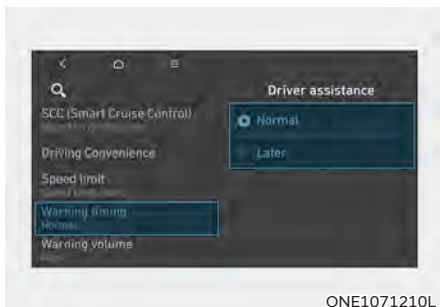 Driver assistance
SCC (Smart Cruise Control)
Driving Convenience
Speed limit
Warning timing
Normal
Warning volume
Normal
Later
ONE1071210L